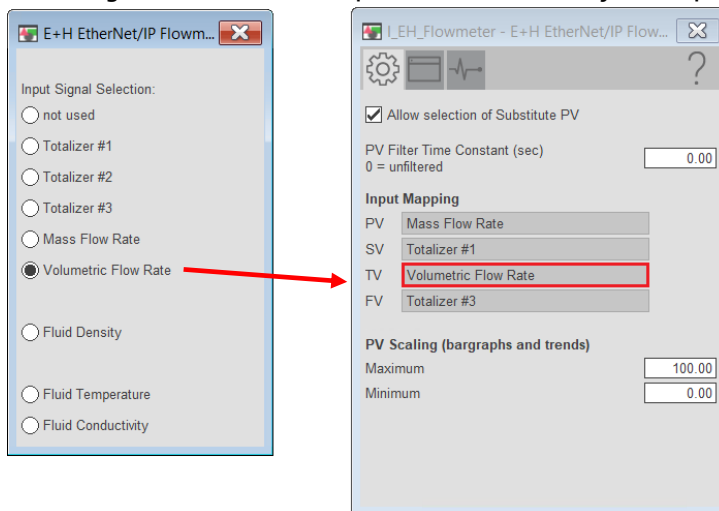 E+H EtherNet/IP Flowm...
Input Signal Selection:
not used
Totalizer #1
Totalizer #2
Totalizer #3
Mass Flow Rate
Volumetric Flow Rate
Fluid Density
Fluid Temperature
Fluid Conductivity
I_EH_Flowmeter - E+H EtherNet/IP Flow...
?
Allow selection of Substitute PV
PV Filter Time Constant (sec)
0 = unfiltered
0.00
Input Mapping
PV Mass Flow Rate
SV Totalizer #1
TV Volumetric Flow Rate
FV Totalizer #3
PV Scaling (bargraphs and trends)
Maximum 100.00
Minimum 0.00